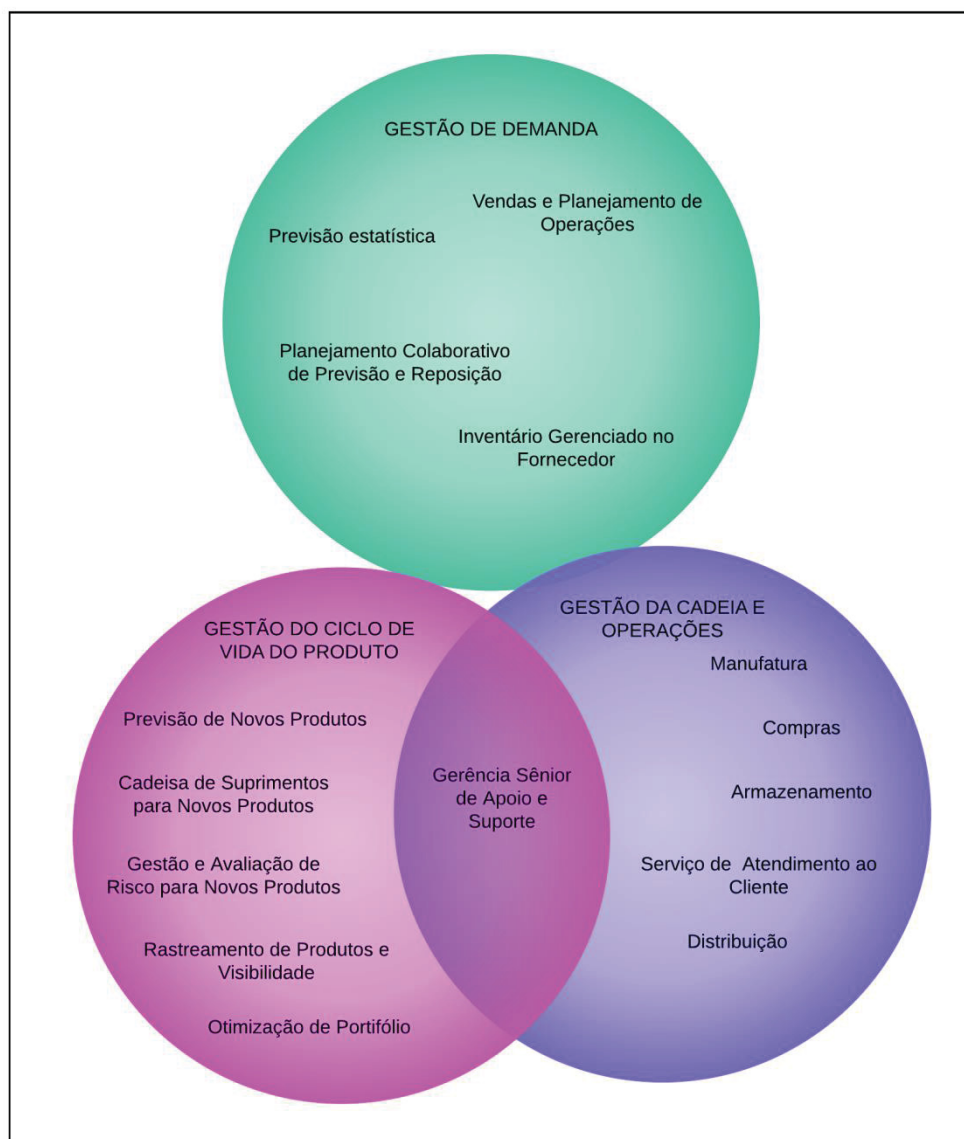 GESTÃO DE DEMANDA
Vendas e Planejamento de
Operações
Previsão estatística
Planejamento Colaborativo
de Previsão e Reposição
Inventário Gerenciado no
Fornecedor
GESTÃO DO CICLO DE
VIDA DO PRODUTO
Previsão de Novos Produtos
Cadeisa de Suprimentos
para Novos Produtos
Gestão e Avaliação de
Risco para Novos Produtos
Rastreamento de Produtos e
Visibilidade
Otimização de Portifólio
Gerência Sênior
de Apoio e
Suporte
GESTÃO DA CADEIA E
OPERAÇÕES
Manufatura
Compras
Armazenamento
Serviço de Atendimento ao
Cliente
Distribuição